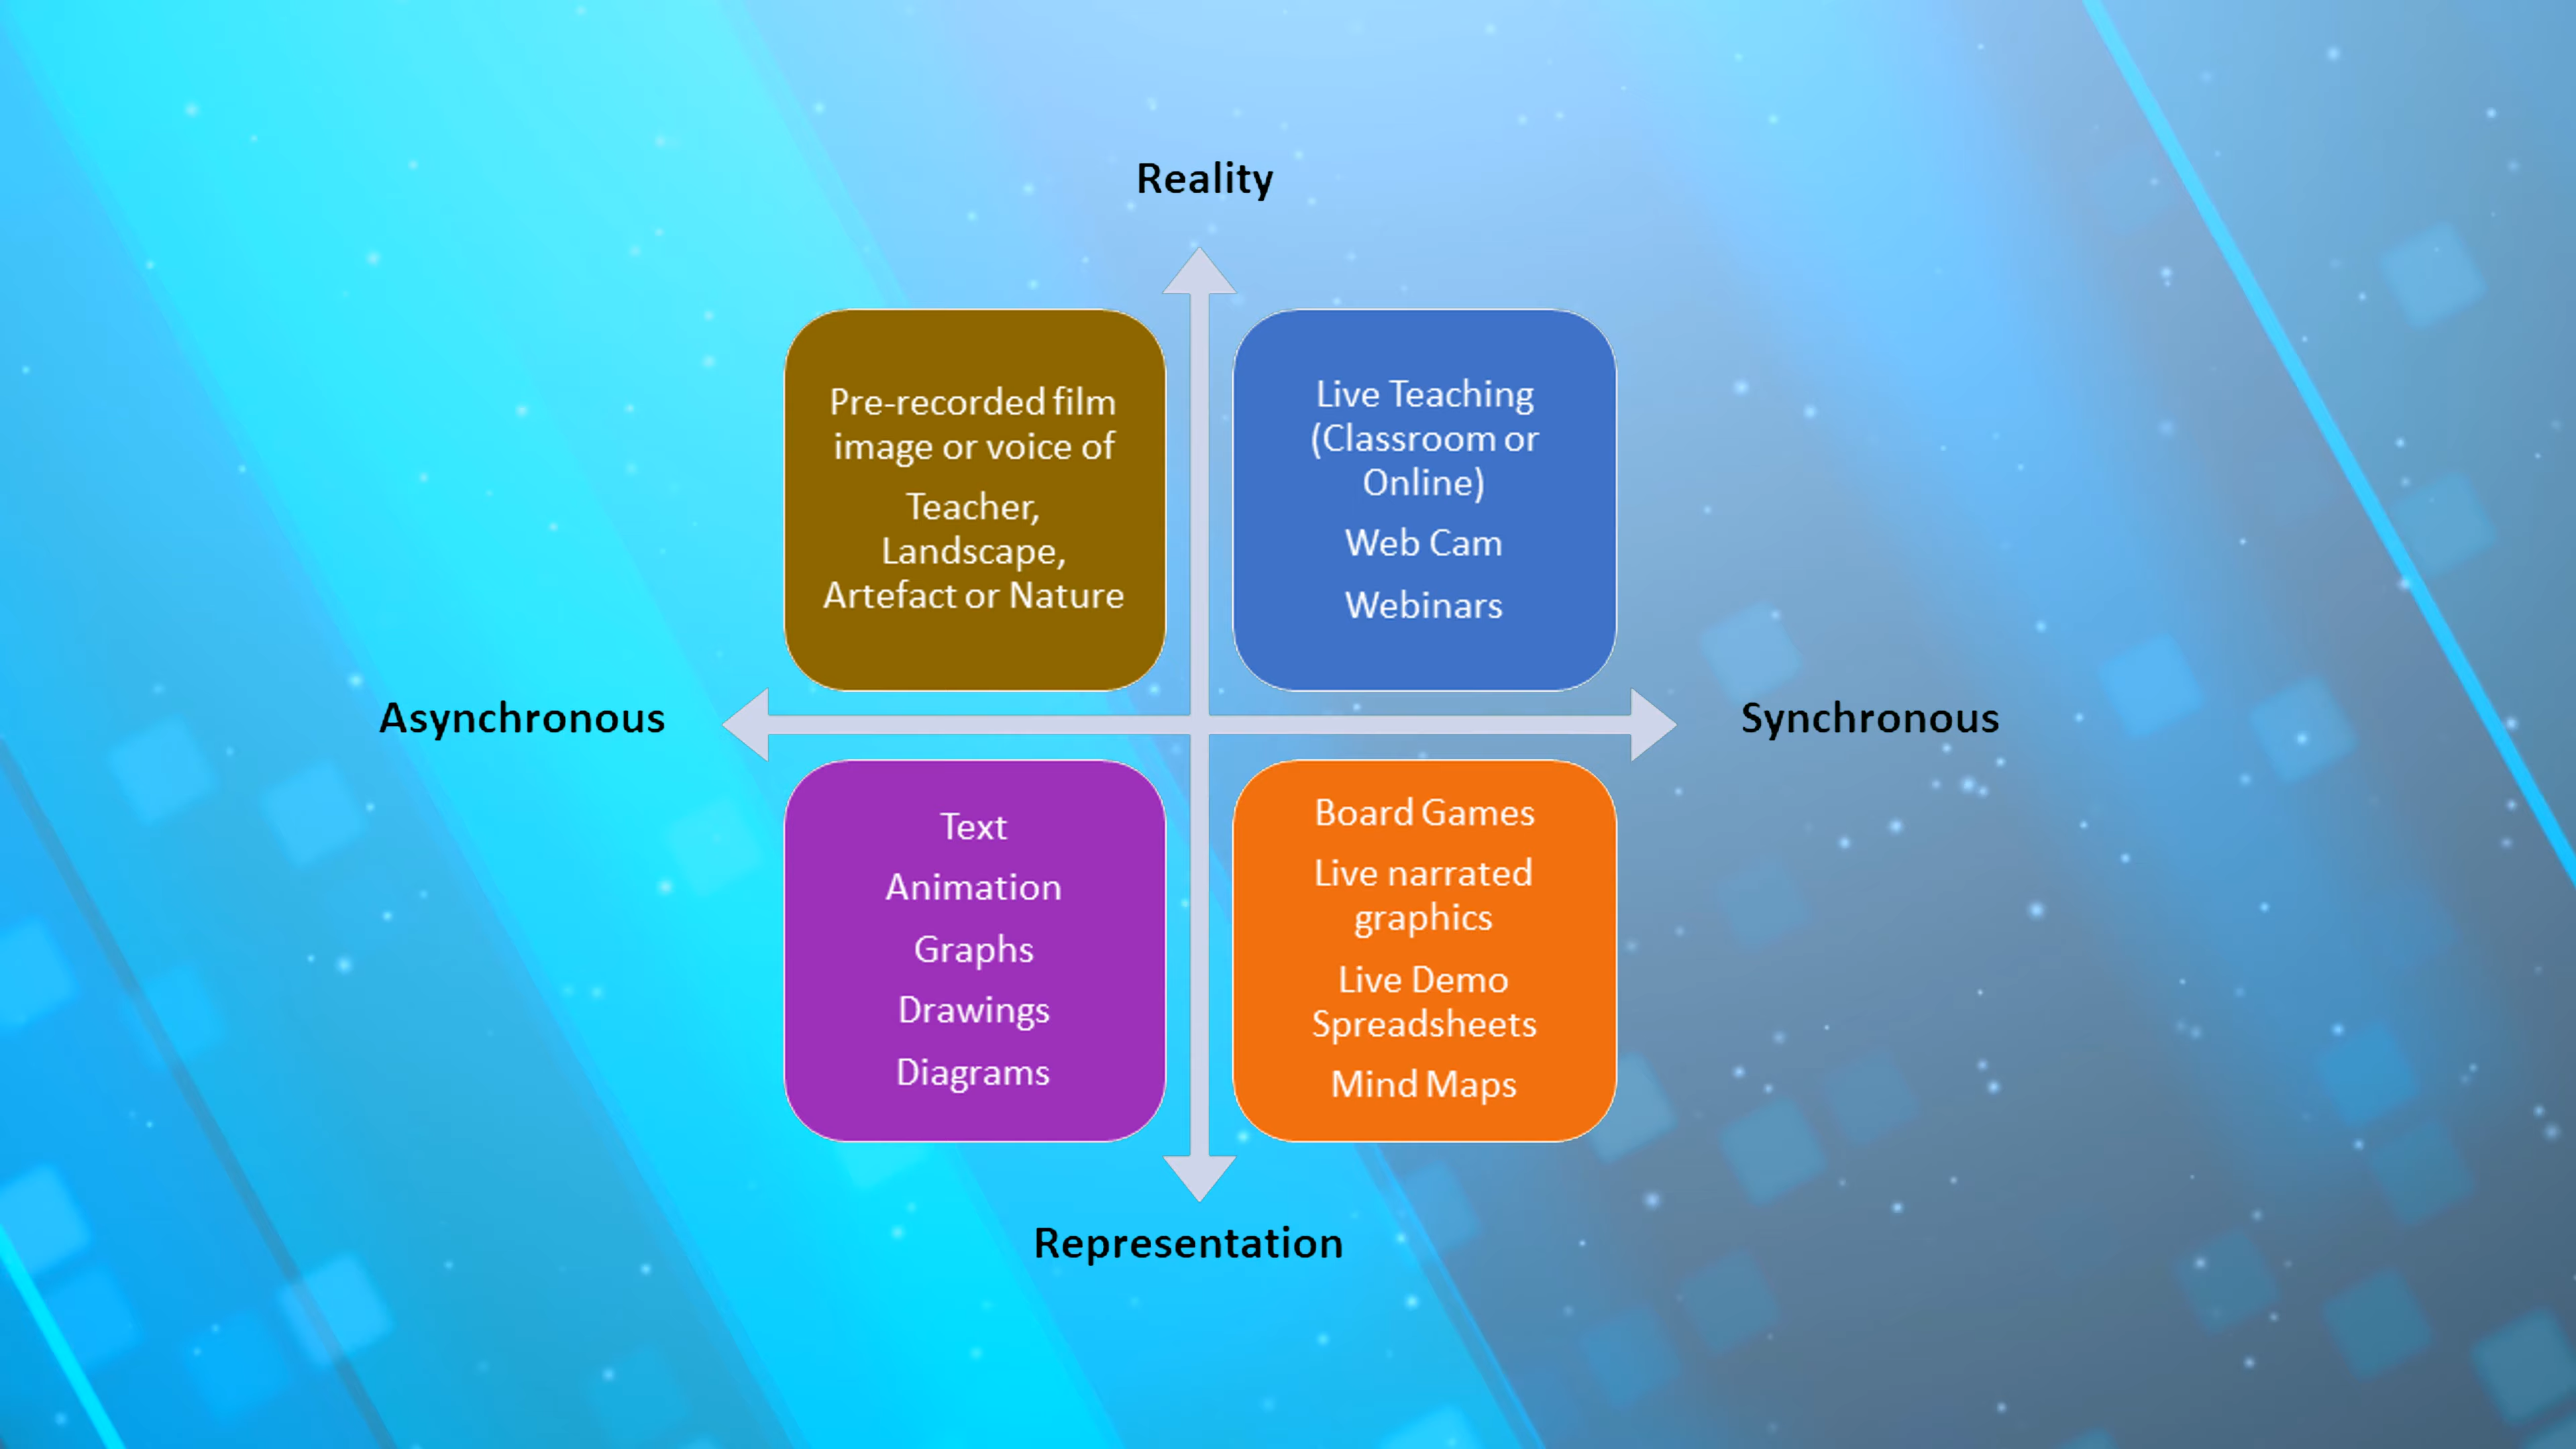 Reality
Pre-recorded film
image or voice of
Teacher,
Landscape,
Artefact or Nature
Live Teaching
(Classroom or
Online)
Web Cam
Webinars
Asynchronous
Synchronous
Text
Animation
Graphs
Drawings
Diagrams
Board Games
Live narrated
graphics
Live Demo
Spreadsheets
Mind Maps
Representation